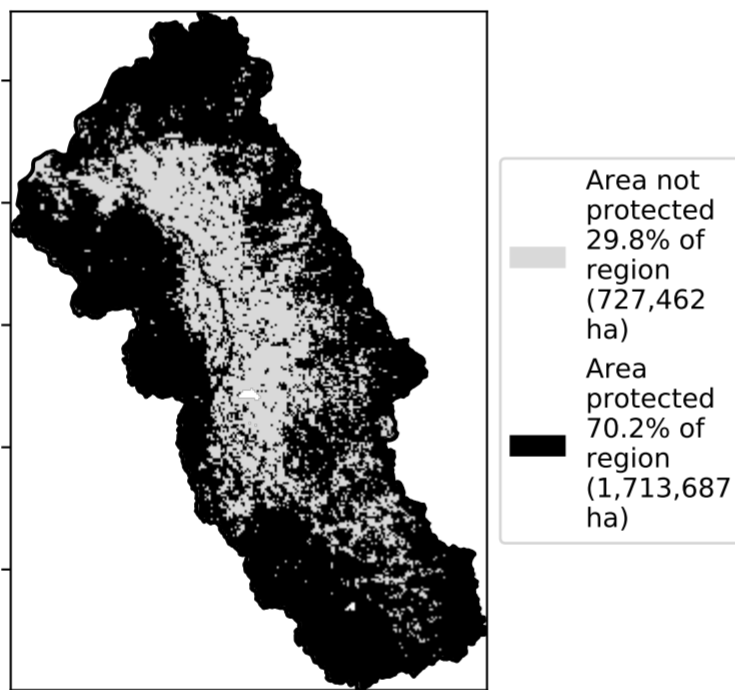 Area not
protected
29.8% of
region
(727,462
ha)
Area
protected
70.2% of
region
(1,713,687
ha)